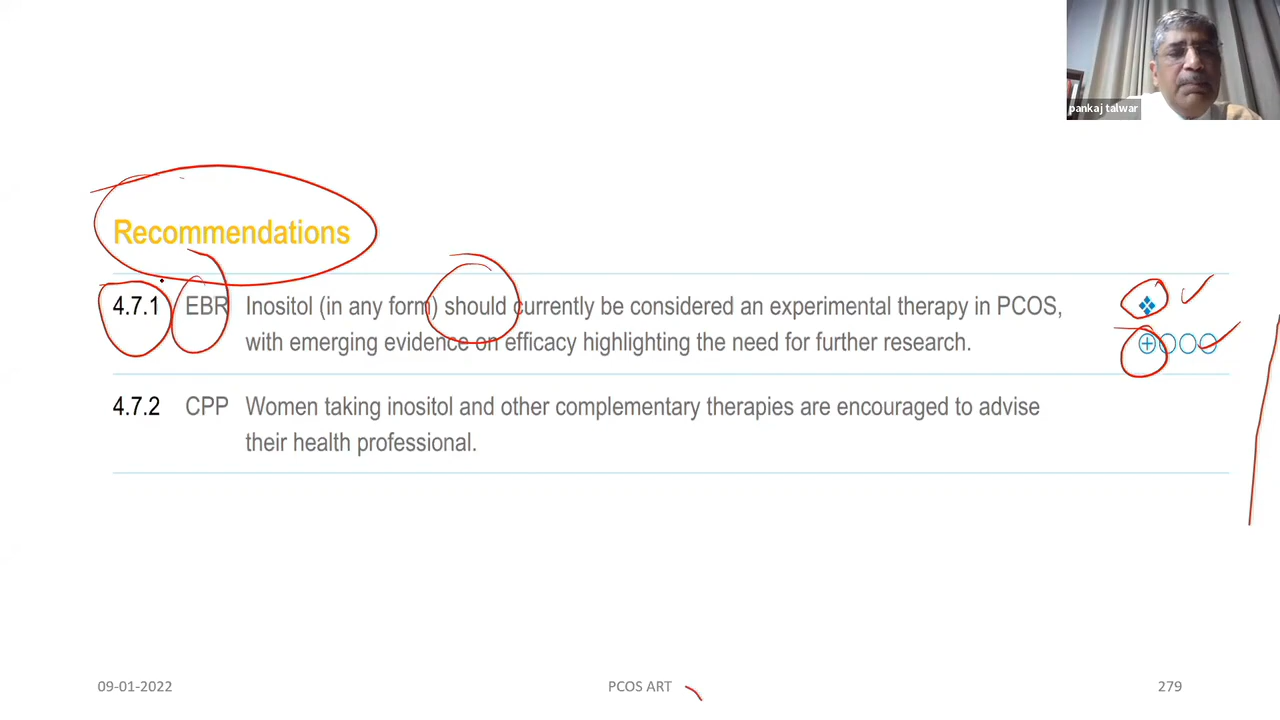 pankaj talwar
Recommendations
4.7.1 EBR Inositol (in any form) should currently be considered an experimental therapy in PCOS,
with emerging evidence on efficacy highlighting the need for further research.
4.7.2 CPP Women taking inositol and other complementary therapies are encouraged to advise
their health professional.
09-01-2022 PCOS ART 279